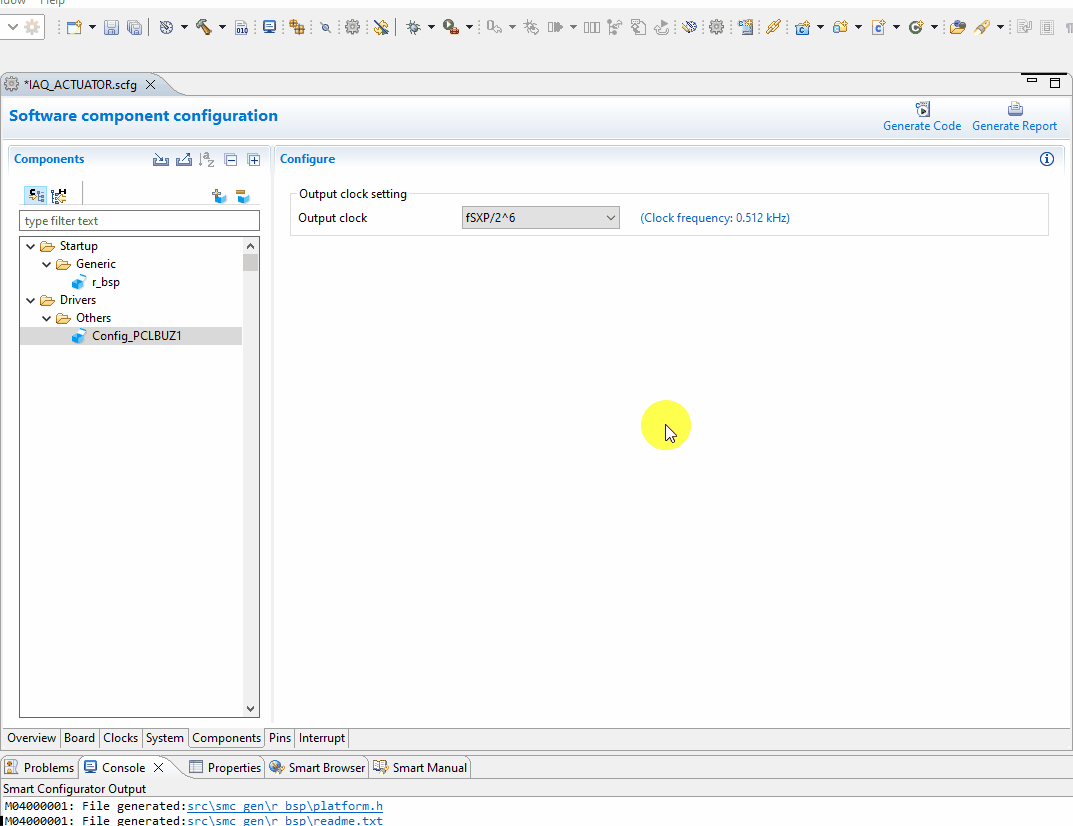 Help
010
*IAQ_ACTUATOR.scfg
Software component configuration
Generate Code
Generate Report
Components
Configure
type filter text
Startup
Generic
r_bsp
Drivers
Others
Config_PCLBUZ1
Output clock setting
Output clock
fSXP/2^6
(Clock frequency: 0.512 kHz)
Overview
Board
Clocks
System
Components
Pins
Interrupt
Problems
Console
Properties
Smart Browser
Smart Manual
Smart Configurator Output
M04000001: File generated:src\smc_gen\r_bsp\platform.h
M04000001: File generated:src\smc_gen\r_bsp\readme.txt